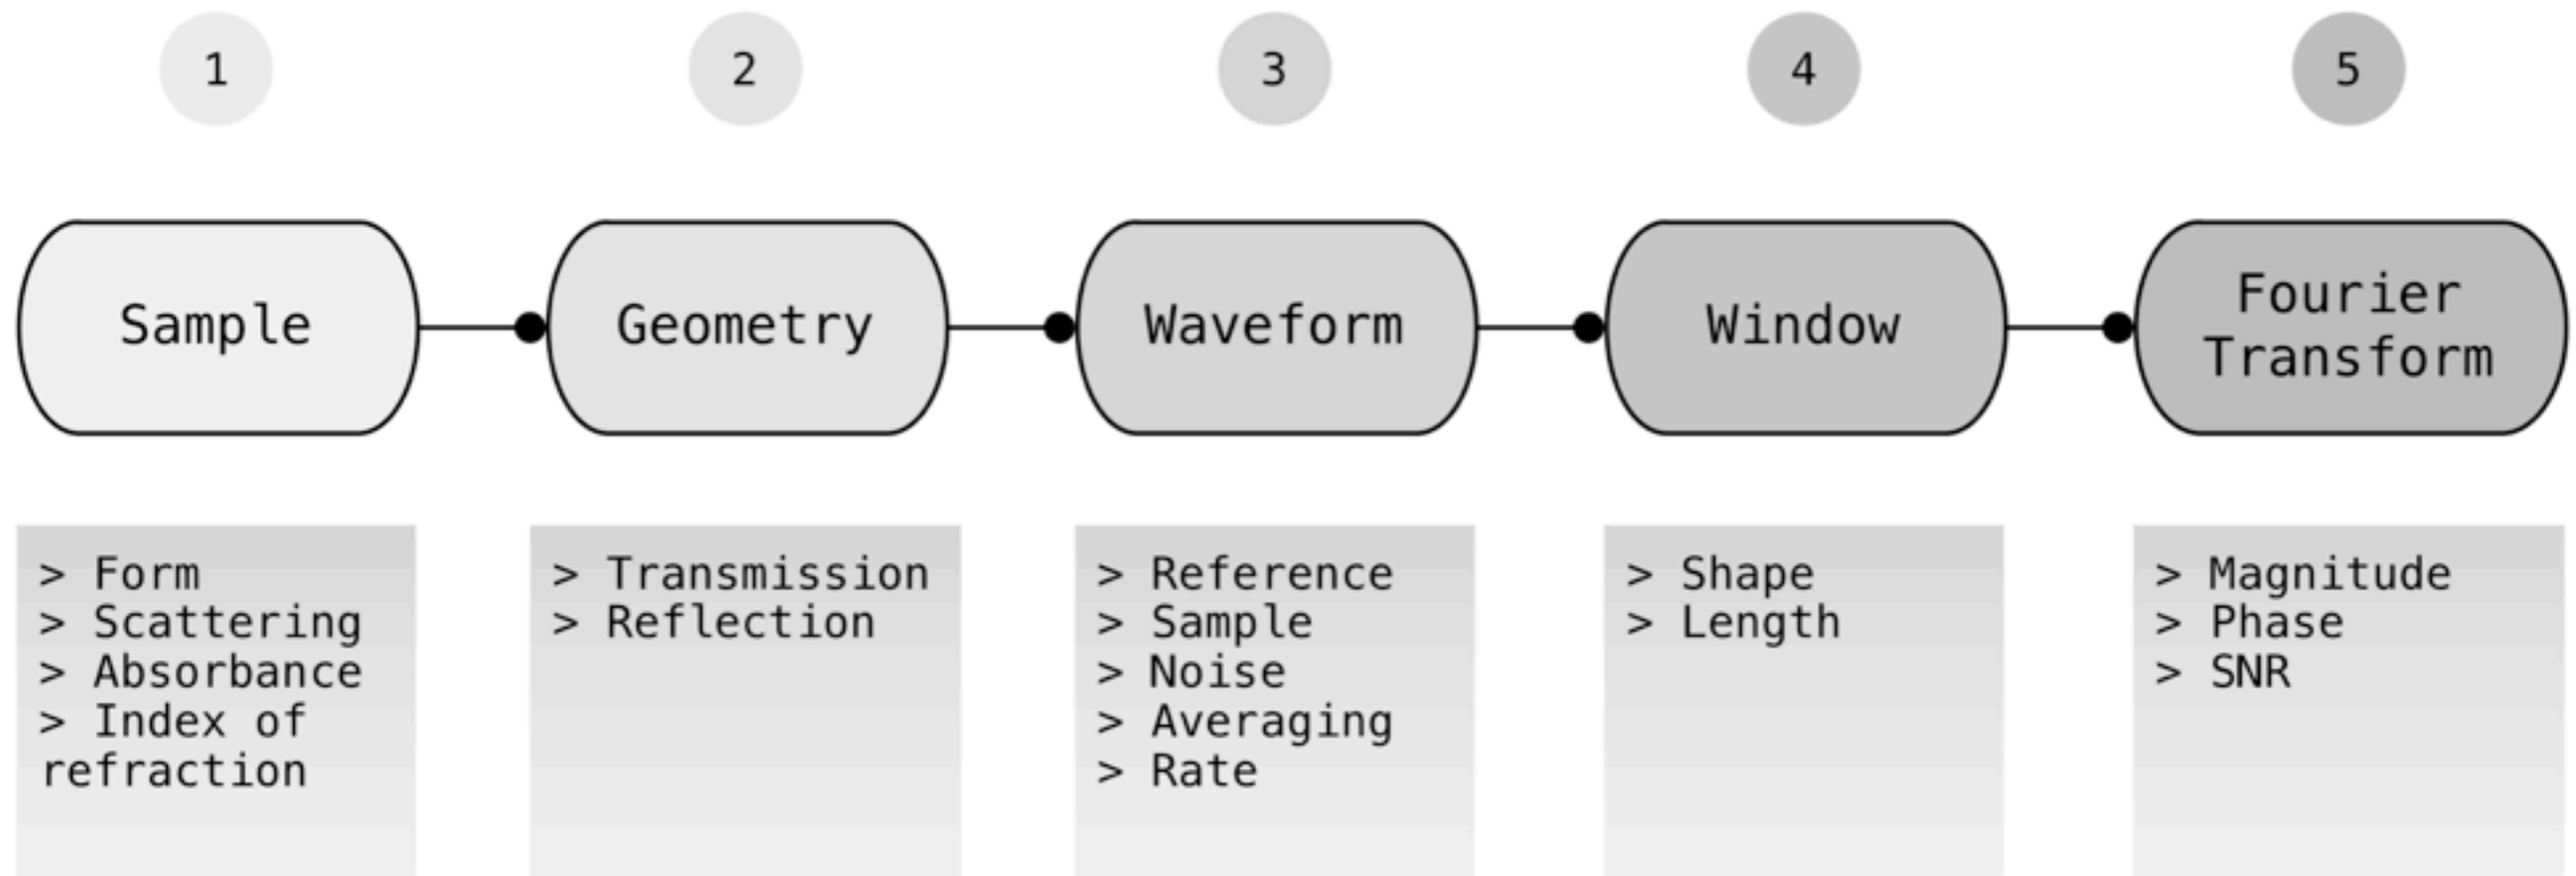 1
2
3
4
5
Sample
Geometry
Waveform
Window
Fourier
Transform
> Form
> Scattering
> Absorbance
> Index of
refraction
> Transmission
> Reflection
> Reference
> Sample
> Noise
> Averaging
> Rate
> Shape
> Length
> Magnitude
> Phase
> SNR